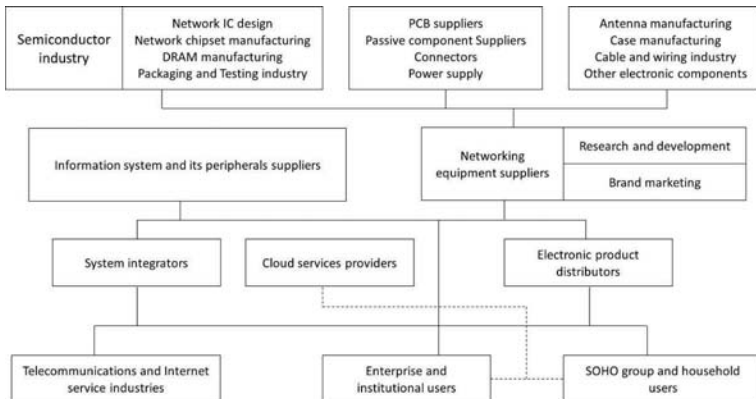 Semiconductor
industry
Network IC design
Network chipset manufacturing
DRAM manufacturing
Packaging and Testing industry
PCB suppliers
Passive component Suppliers
Connectors
Power supply
Antenna manufacturing
Case manufacturing
Cable and wiring industry
Other electronic components
Information system and its peripherals suppliers
Networking
equipment suppliers
Research and development
Brand marketing
System integrators
Cloud services providers
Electronic product
distributors
Telecommunications and Internet
service industries
Enterprise and
institutional users
SOHO group and household
users